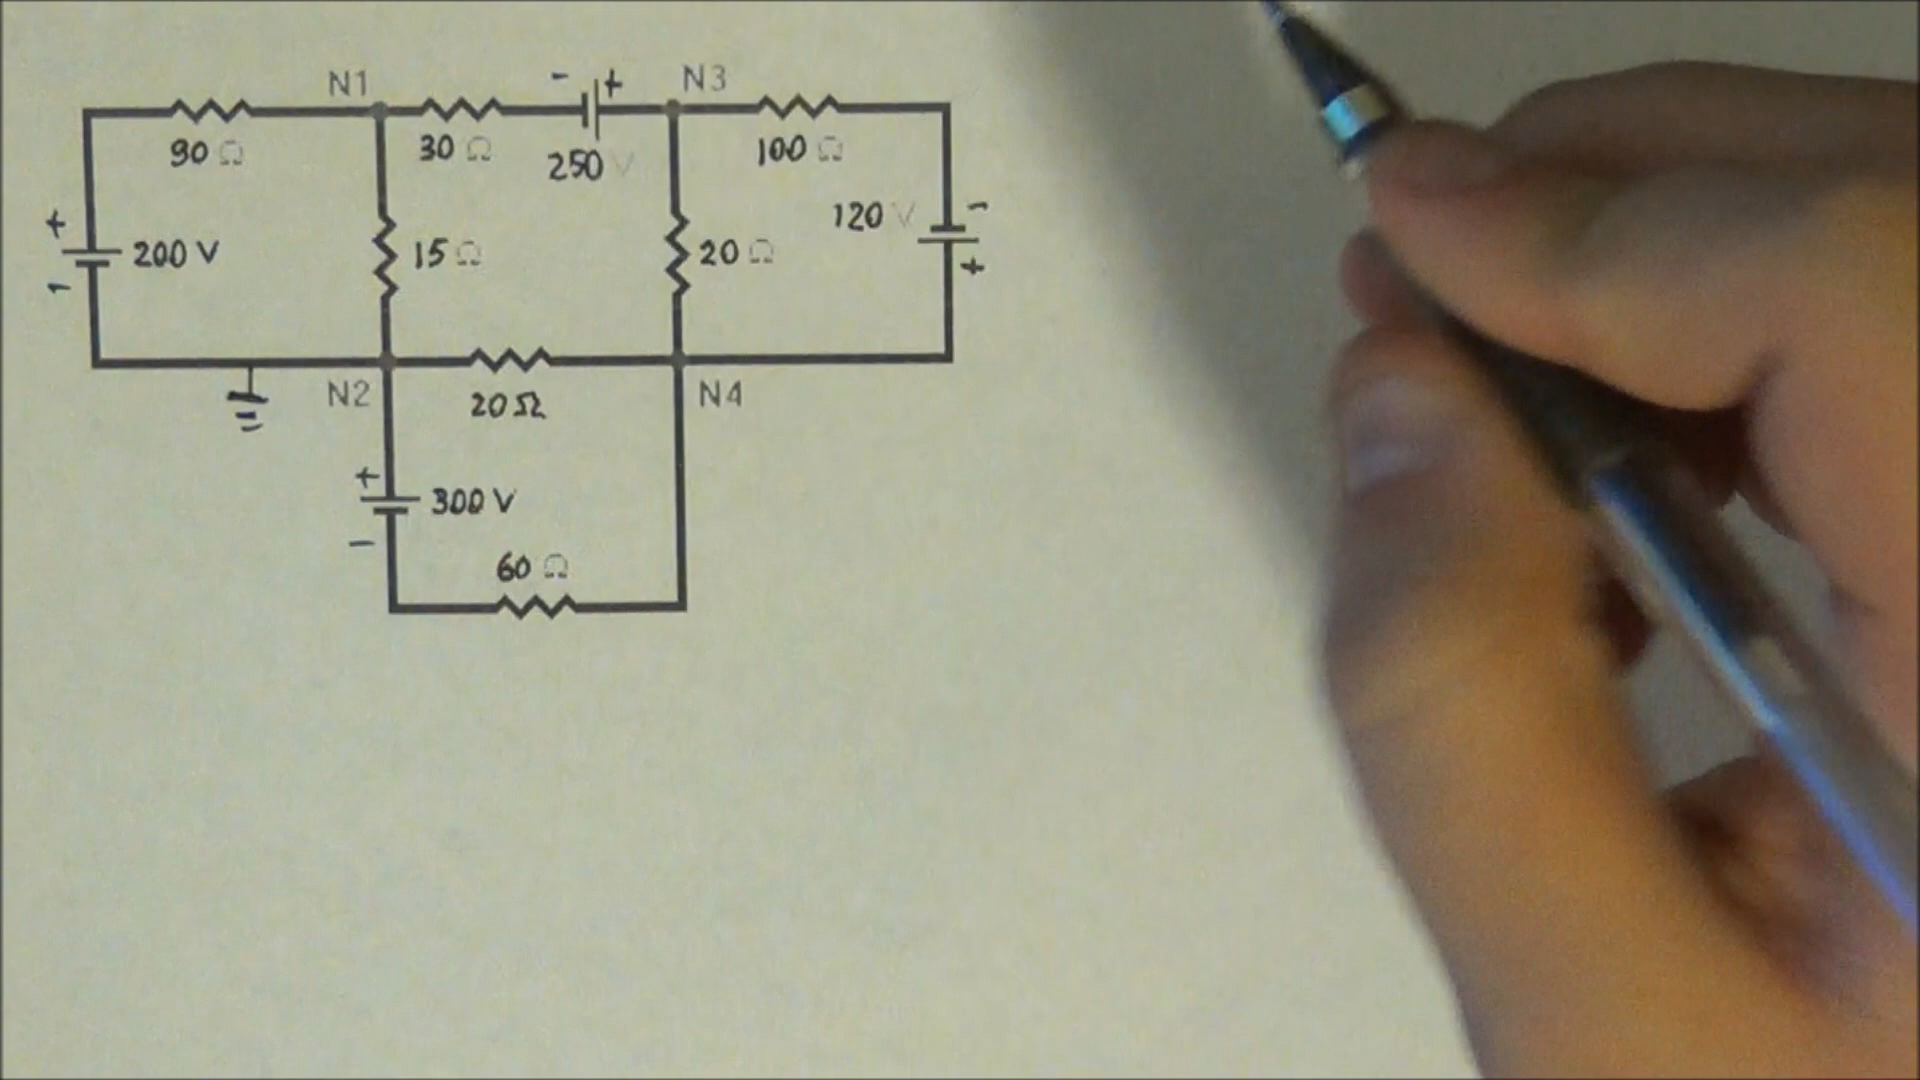 N1
- +
N3
90 Ω
30 Ω
250 V
100 Ω
+
200 V
-
15 Ω
20 Ω
120 V
-
+
N2
20 Ω
N4
+
300 V
-
60 Ω